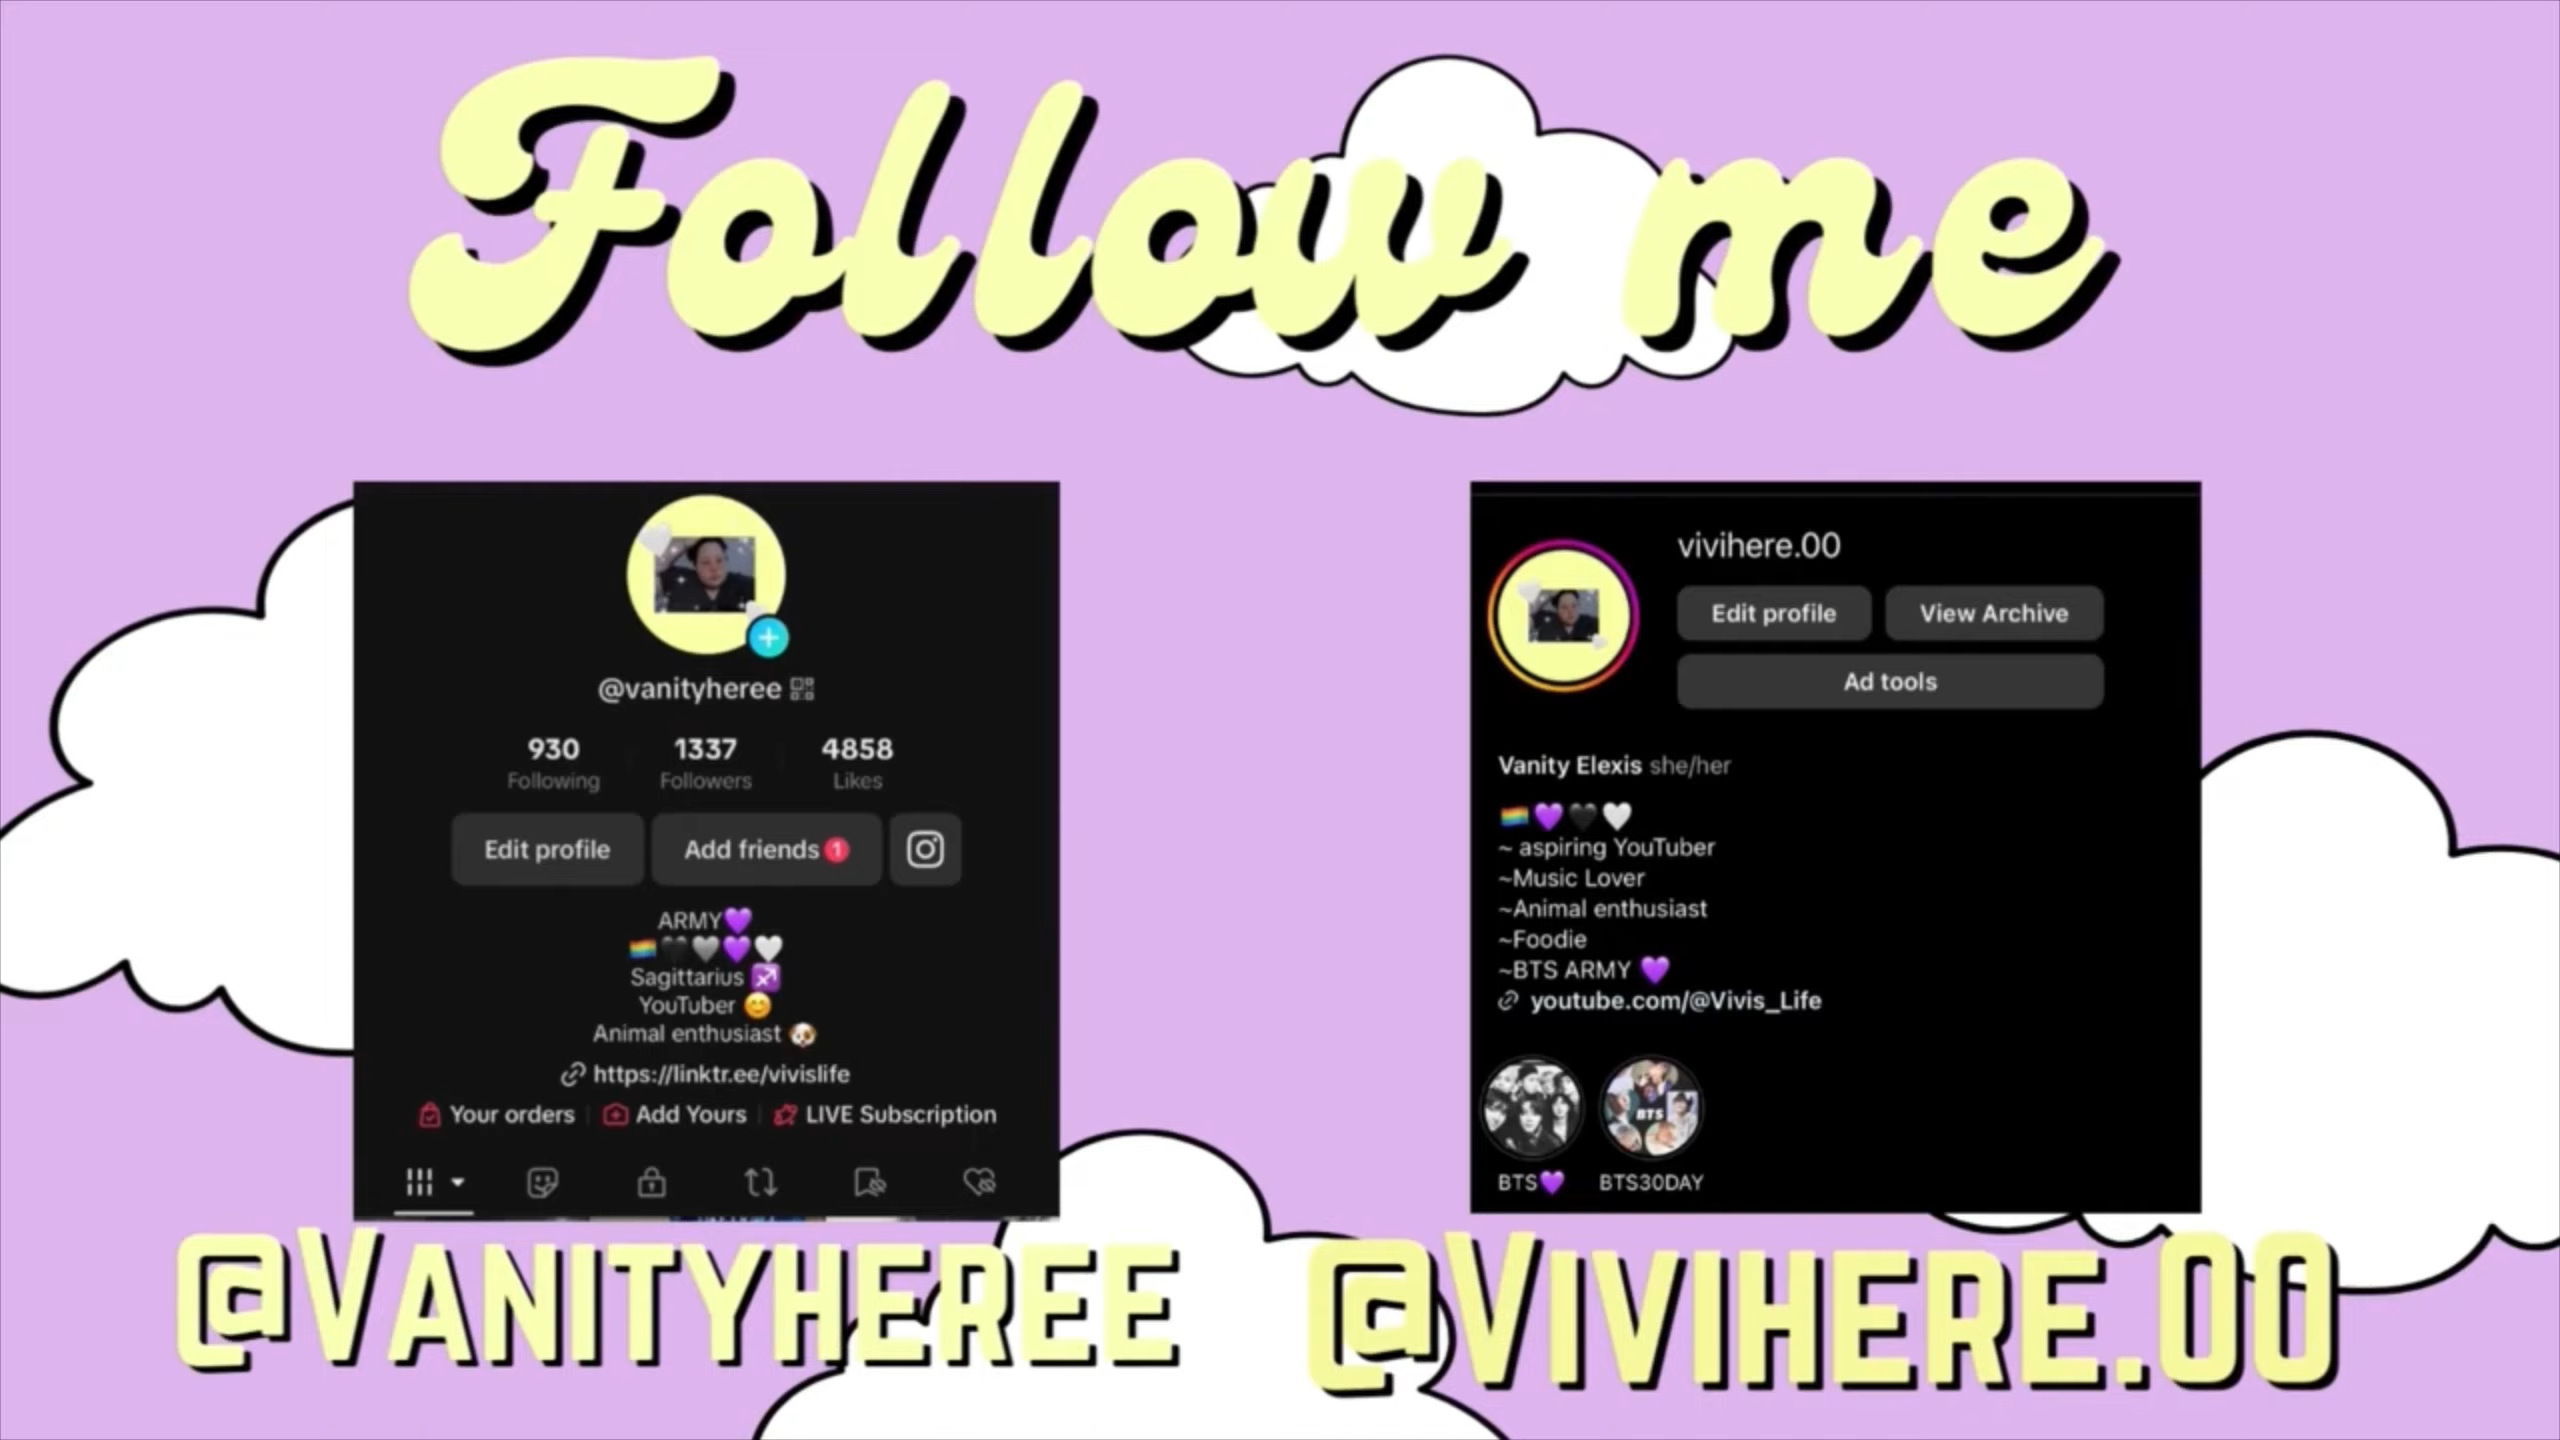 Follow me
@vanityheree
930 1337 4858
Following Followers Likes
Edit profile Add friends 1
ARMY💜
🏳️‍🌈🖤🩶💜🤍
Sagittarius ♐
YouTuber 😊
Animal enthusiast 🐶
https://linktr.ee/vivislife
Your orders Add Yours LIVE Subscription
@VANITYHEREE
vivihere.00
Edit profile View Archive
Ad tools
Vanity Elexis she/her
🏳️‍🌈💜🖤🤍
~ aspiring YouTuber
~Music Lover
~Animal enthusiast
~Foodie
~BTS ARMY 💜
youtube.com/@Vivis_Life
BTS
BTS💜 BTS30DAY
@VIVIHERE.00